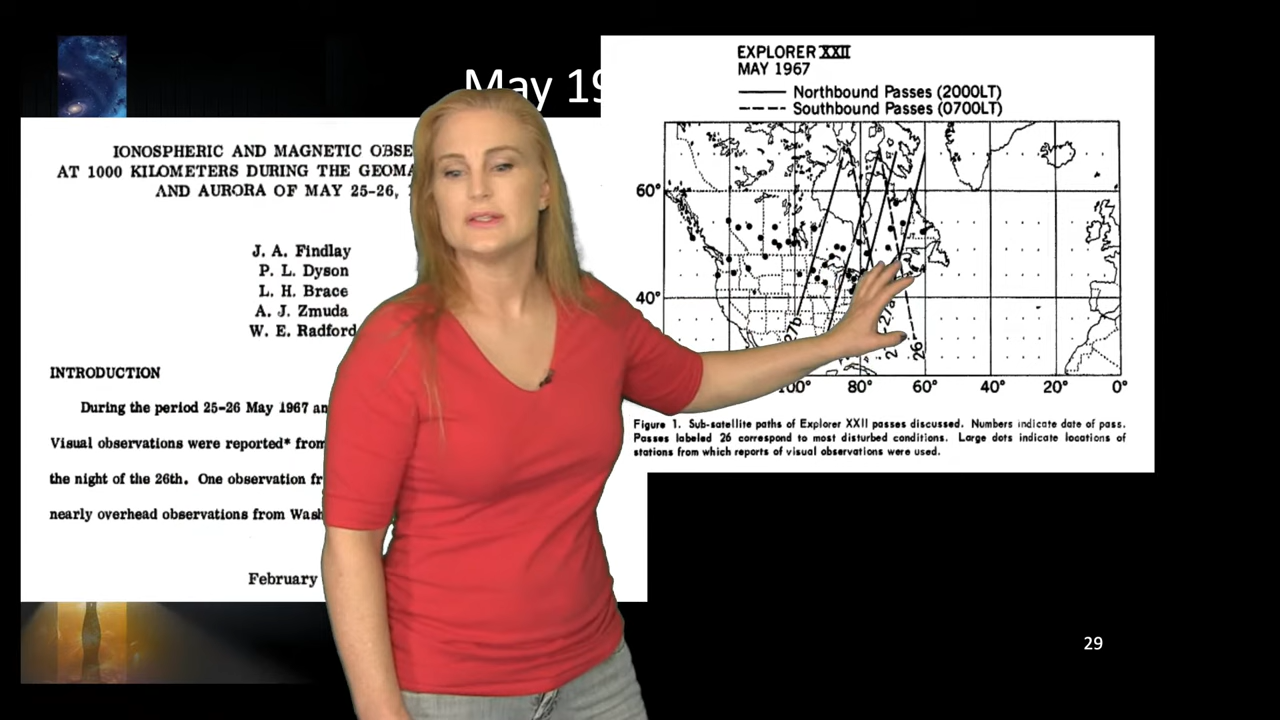 May 19
IONOSPHERIC AND MAGNETIC OBSE
AT 1000 KILOMETERS DURING THE GEOMA
AND AURORA OF MAY 25-26,
J. A. Findlay
P. L. Dyson
L. H. Brace
A. J. Zmuda
W. E. Radford
INTRODUCTION
During the period 25-26 May 1967 an
Visual observations were reported* from
the night of the 26th. One observation fr
nearly overhead observations from Wash
February
EXPLORER XXII
MAY 1967
Northbound Passes (2000LT)
Southbound Passes (0700LT)
60°
40°
27b
27a
26
100° 80° 60° 40° 20° 0°
Figure 1. Sub-satellite paths of Explorer XXII passes discussed. Numbers indicate date of pass.
Passes labeled 26 correspond to most disturbed conditions. Large dots indicate locations of
stations from which reports of visual observations were used.
29